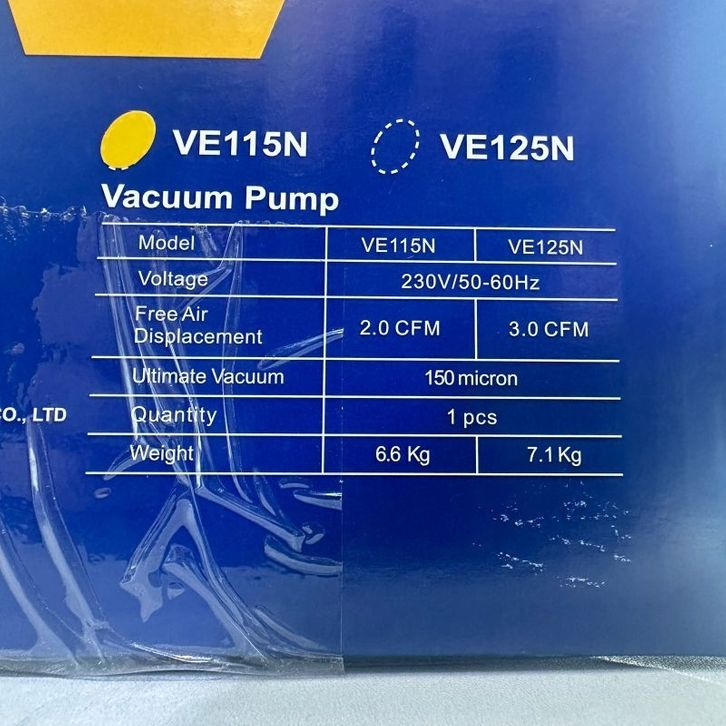 VE115N VE125N
Vacuum Pump
Model VE115N VE125N
Voltage 230V/50-60Hz
Free Air
Displacement 2.0 CFM 3.0 CFM
Ultimate Vacuum 150 micron
CO., LTD
Quantity 1 pcs
Weight 6.6 Kg 7.1 Kg